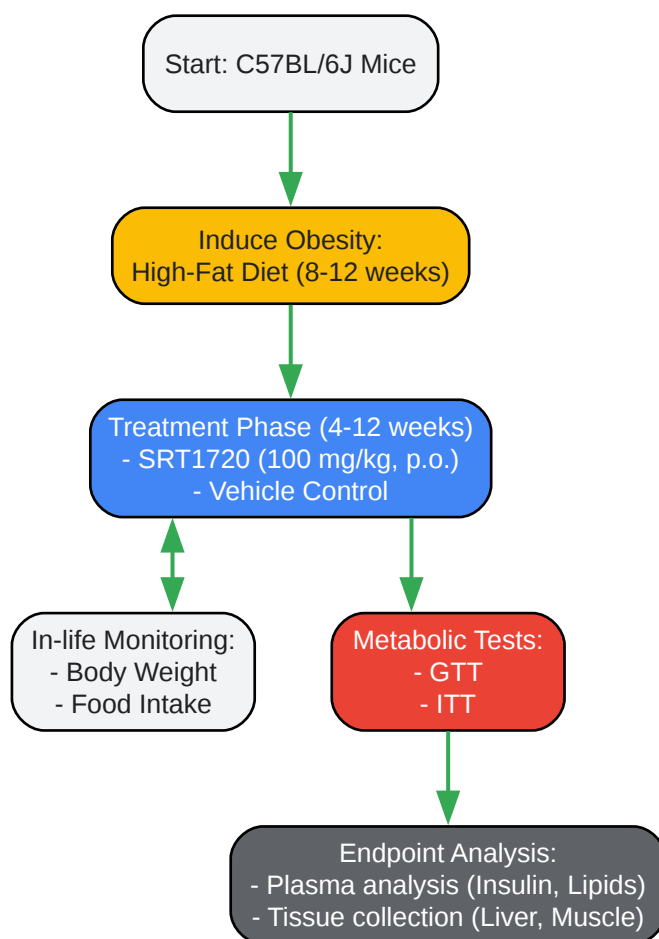 Start: C57BL/6J Mice
Induce Obesity:
High-Fat Diet (8-12 weeks)
Treatment Phase (4-12 weeks)
- SRT1720 (100 mg/kg, p.o.)
- Vehicle Control
In-life Monitoring:
- Body Weight
- Food Intake
Metabolic Tests:
- GTT
- ITT
Endpoint Analysis:
- Plasma analysis (Insulin, Lipids)
- Tissue collection (Liver, Muscle)